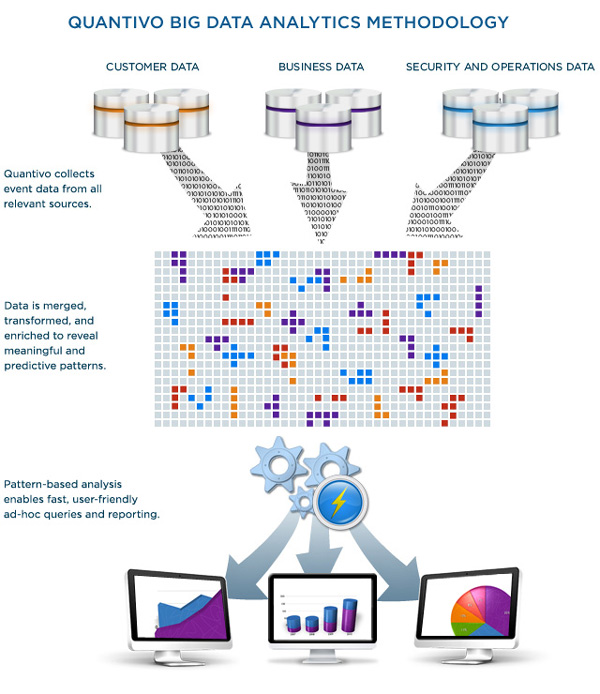 QUANTIVO BIG DATA ANALYTICS METHODOLOGY
CUSTOMER DATA
BUSINESS DATA
SECURITY AND OPERATIONS DATA
Quantivo collects
event data from all
relevant sources.
Data is merged,
transformed, and
enriched to reveal
meaningful and
predictive patterns.
Pattern-based analysis
enables fast, user-friendly
ad-hoc queries and reporting.